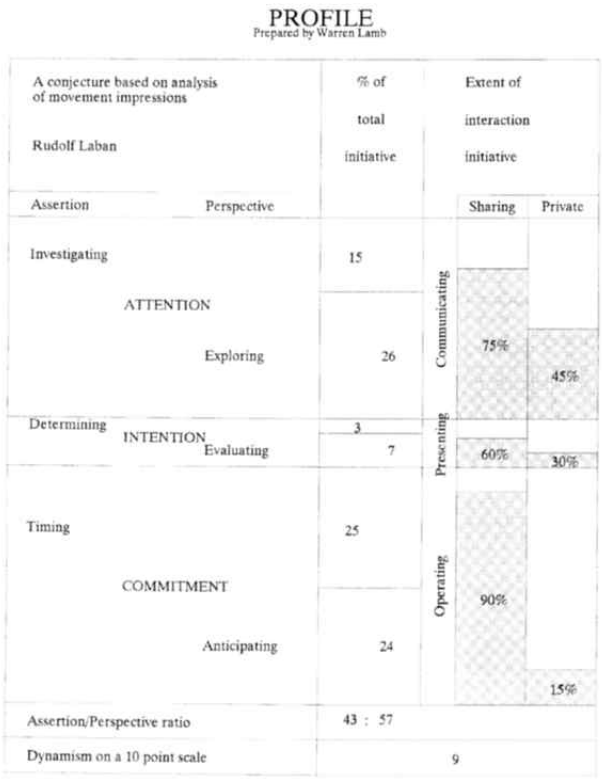 PROFILE
Prepared by Warren Lamb
A conjecture based on analysis
of movement impressions
Rudolf Laban
% of
total
initiative
Extent of
interaction
initiative
Assertion Perspective Sharing Private
Investigating 15
ATTENTION
Exploring 26
Communicating
75%
45%
Determining 3
INTENTION
Evaluating 7
Presenting
60%
30%
Timing 25
COMMITMENT
Anticipating 24
Operating
90%
15%
Assertion/Perspective ratio 43 : 57
Dynamism on a 10 point scale 9